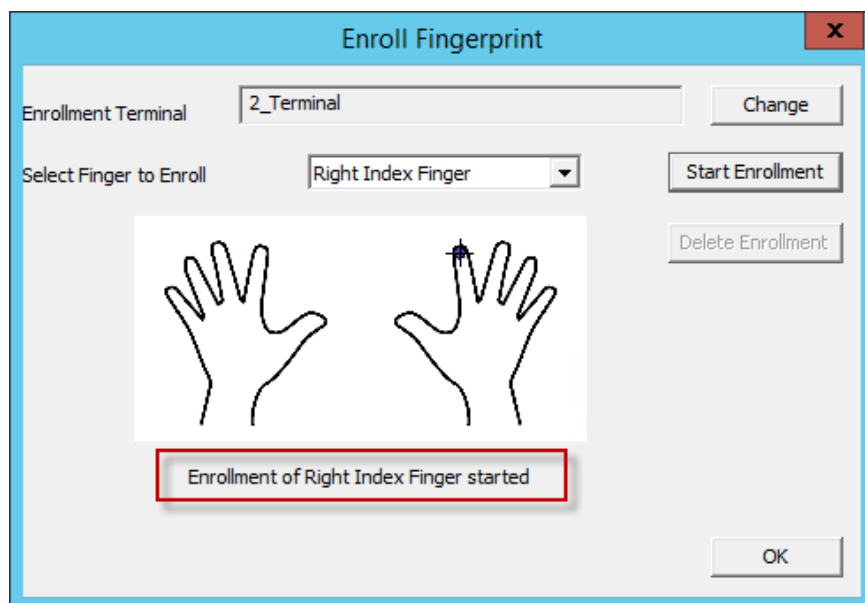 Enroll Fingerprint
x
Enrollment Terminal
2_Terminal
Change
Select Finger to Enroll
Right Index Finger
Start Enrollment
Delete Enrollment
Enrollment of Right Index Finger started
OK